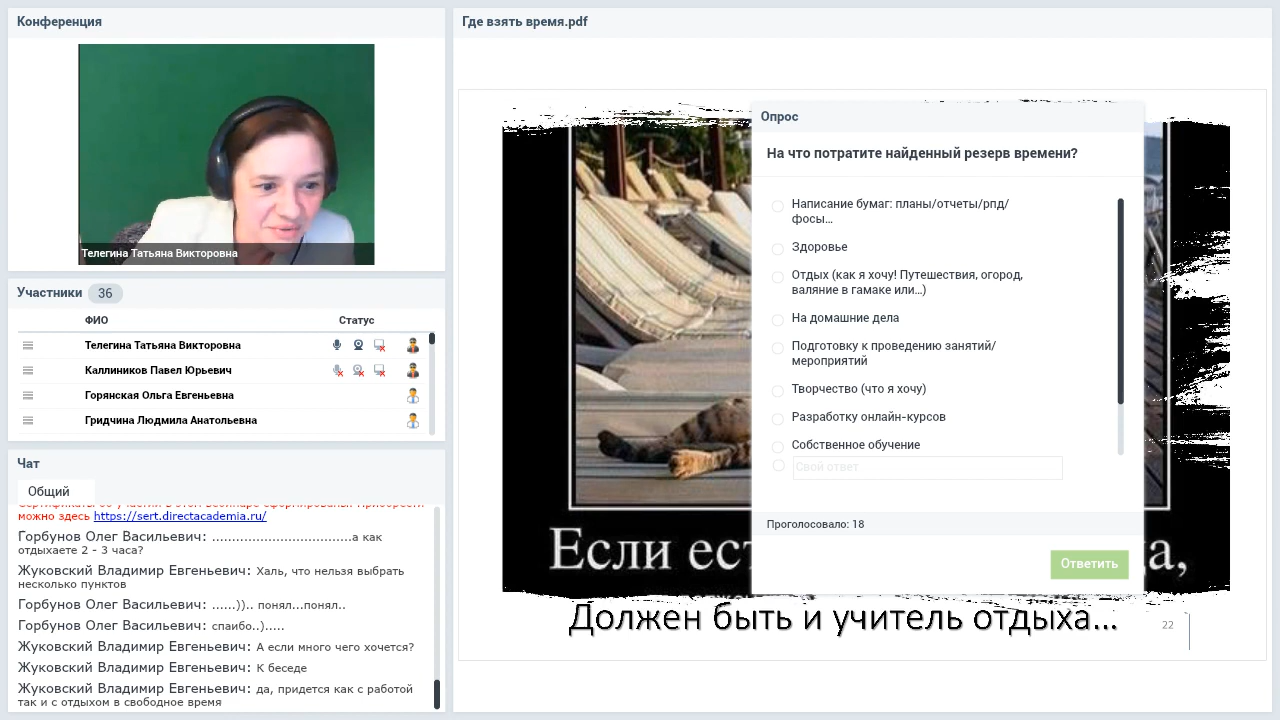 Конференция
Телегина Татьяна Викторовна
Участники 36
ФИО Статус
Телегина Татьяна Викторовна
Каллиников Павел Юрьевич
Горянская Ольга Евгеньевна
Гридчина Людмила Анатольевна
Чат
Общий
можно здесь https://sert.directacademia.ru/
Горбунов Олег Васильевич: ...................................а как
отдыхаете 2 - 3 часа?
Жуковский Владимир Евгеньевич: Халь, что нельзя выбрать
несколько пунктов
Горбунов Олег Васильевич: ......)).. понял...понял..
Горбунов Олег Васильевич: спаибо..).....
Жуковский Владимир Евгеньевич: А если много чего хочется?
Жуковский Владимир Евгеньевич: К беседе
Жуковский Владимир Евгеньевич: да, придется как с работой
так и с отдыхом в свободное время
Где взять время.pdf
Опрос
На что потратите найденный резерв времени?
Написание бумаг: планы/отчеты/рпд/
фосы...
Здоровье
Отдых (как я хочу! Путешествия, огород,
валяние в гамаке или...)
На домашние дела
Подготовку к проведению занятий/
мероприятий
Творчество (что я хочу)
Разработку онлайн-курсов
Собственное обучение
Свой ответ
Проголосовало: 18
Ответить
Если ес
а,
Должен быть и учитель отдыха...
22